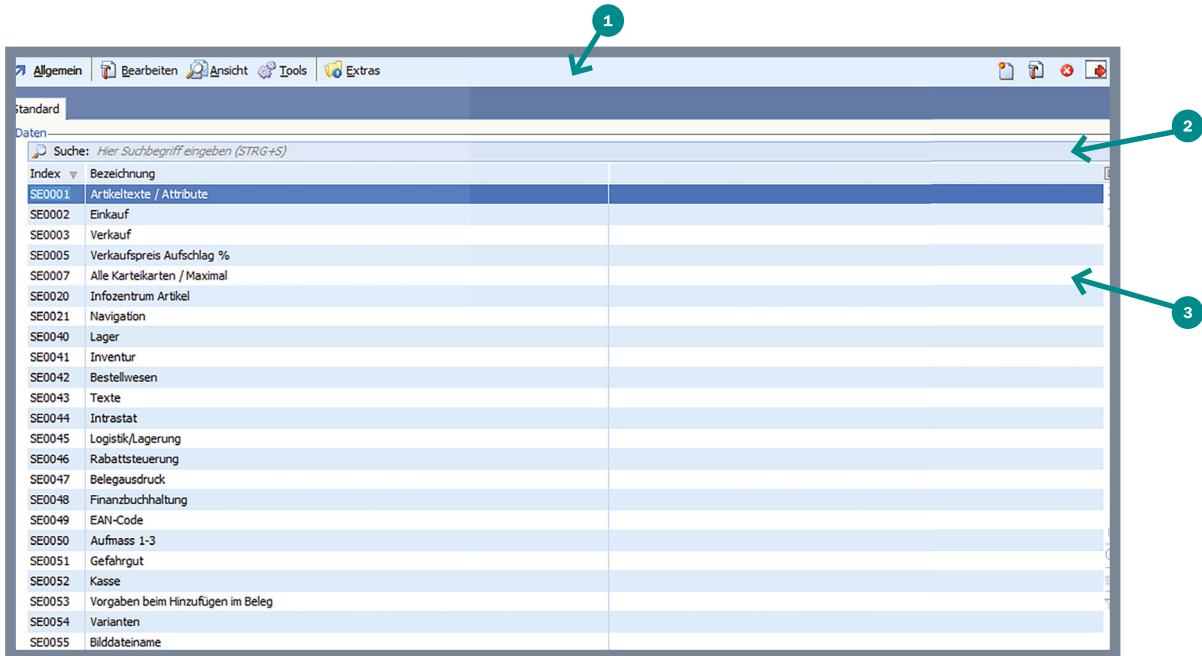 1
Allgemein Bearbeiten Ansicht Tools Extras
Standard
Daten
2
Suche: Hier Suchbegriff eingeben (STRG+S)
Index Bezeichnung
SE0001 Artikeltexte / Attribute
SE0002 Einkauf
SE0003 Verkauf
SE0005 Verkaufspreis Aufschlag %
SE0007 Alle Karteikarten / Maximal
SE0020 Infozentrum Artikel
3
SE0021 Navigation
SE0040 Lager
SE0041 Inventur
SE0042 Bestellwesen
SE0043 Texte
SE0044 Intrastat
SE0045 Logistik/Lagerung
SE0046 Rabattsteuerung
SE0047 Belegausdruck
SE0048 Finanzbuchhaltung
SE0049 EAN-Code
SE0050 Aufmass 1-3
SE0051 Gefahrgut
SE0052 Kasse
SE0053 Vorgaben beim Hinzufügen im Beleg
SE0054 Varianten
SE0055 Bilddateiname